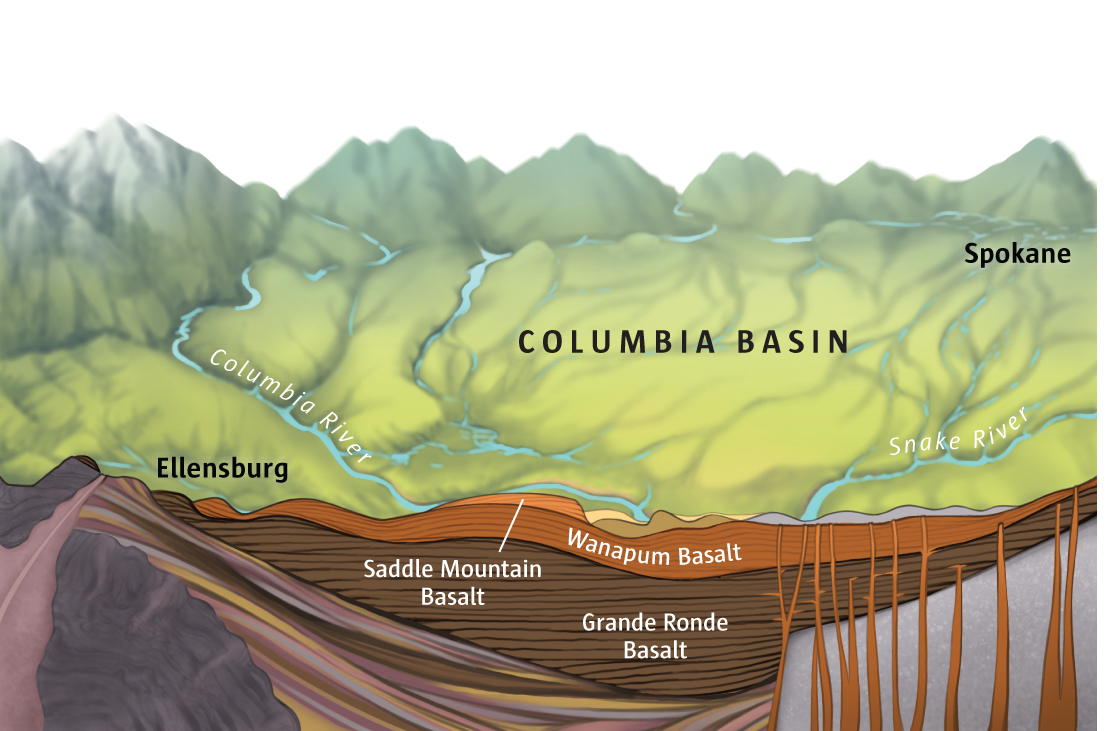 Spokane
COLUMBIA BASIN
Columbia River
Snake River
Ellensburg
Wanapum Basalt
Saddle Mountain
Basalt
Grande Ronde
Basalt